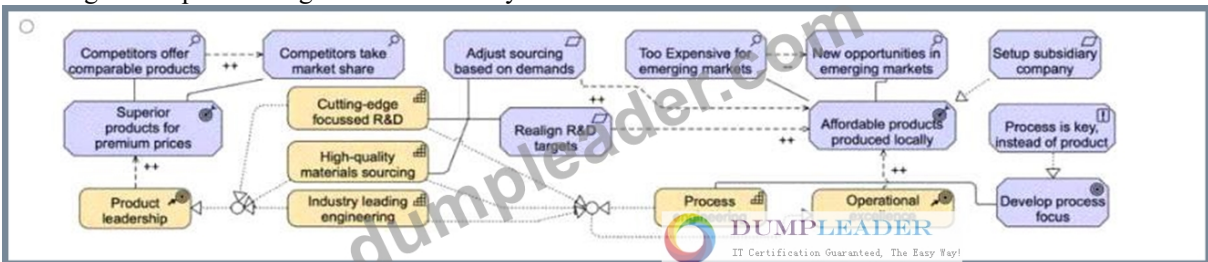 Competitors offer
comparable products
++
Competitors take
market share
Adjust sourcing
based on demands
Too Expensive for
emerging markets
New opportunities in
emerging markets
Setup subsidiary
company
Superior
products for
premium prices
Cutting-edge
focussed R&D
Realign R&D
targets
++
++
Affordable products
produced locally
Process is key,
instead of product
++
High-quality
materials sourcing
++
Product
leadership
Industry leading
engineering
Process
engineering
Operational
excellence
Develop process
focus
dumpleader.com
DUMPLEADER
IT Certification Guaranteed, The Easy Way!